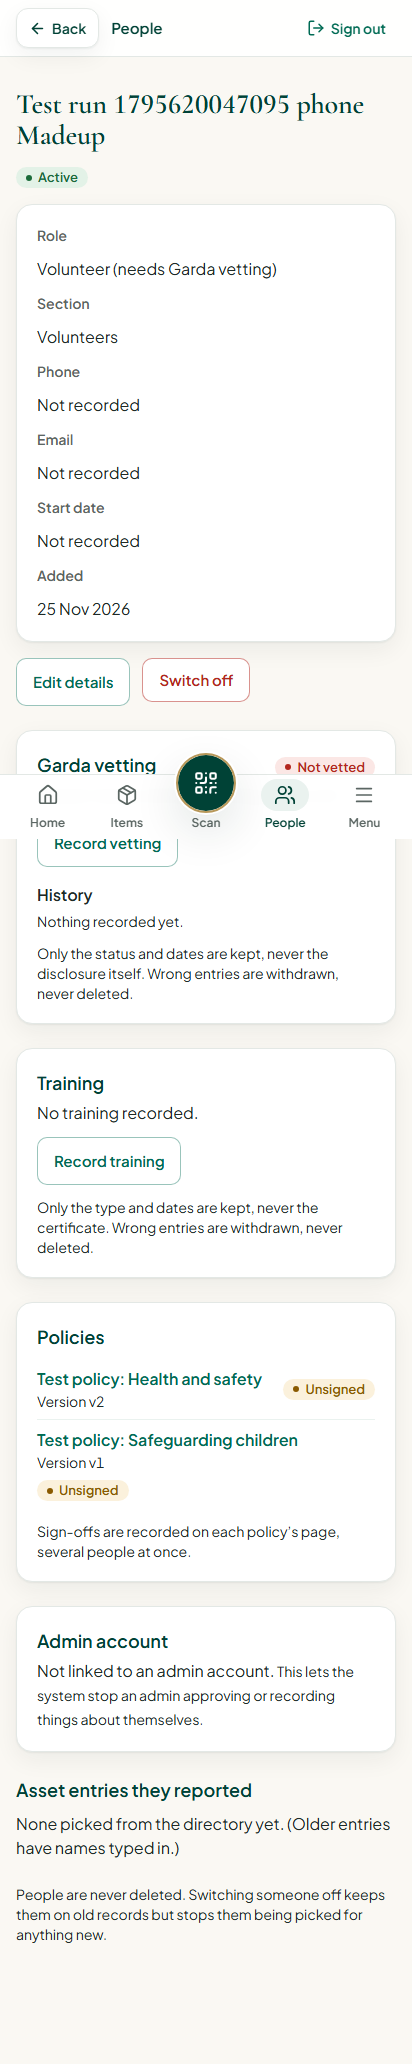 Back
People
Sign out
Test run 1795620047095 phone
Madeup
Active
Role
Volunteer (needs Garda vetting)
Section
Volunteers
Phone
Not recorded
Email
Not recorded
Start date
Not recorded
Added
25 Nov 2026
Edit details
Switch off
Garda vetting
Not vetted
Home
Items
Scan
People
Menu
Record vetting
History
Nothing recorded yet.
Only the status and dates are kept, never the
disclosure itself. Wrong entries are withdrawn,
never deleted.
Training
No training recorded.
Record training
Only the type and dates are kept, never the
certificate. Wrong entries are withdrawn, never
deleted.
Policies
Test policy: Health and safety
Unsigned
Version v2
Test policy: Safeguarding children
Version v1
Unsigned
Sign-offs are recorded on each policy's page,
several people at once.
Admin account
Not linked to an admin account. This lets the
system stop an admin approving or recording
things about themselves.
Asset entries they reported
None picked from the directory yet. (Older entries
have names typed in.)
People are never deleted. Switching someone off keeps
them on old records but stops them being picked for
anything new.